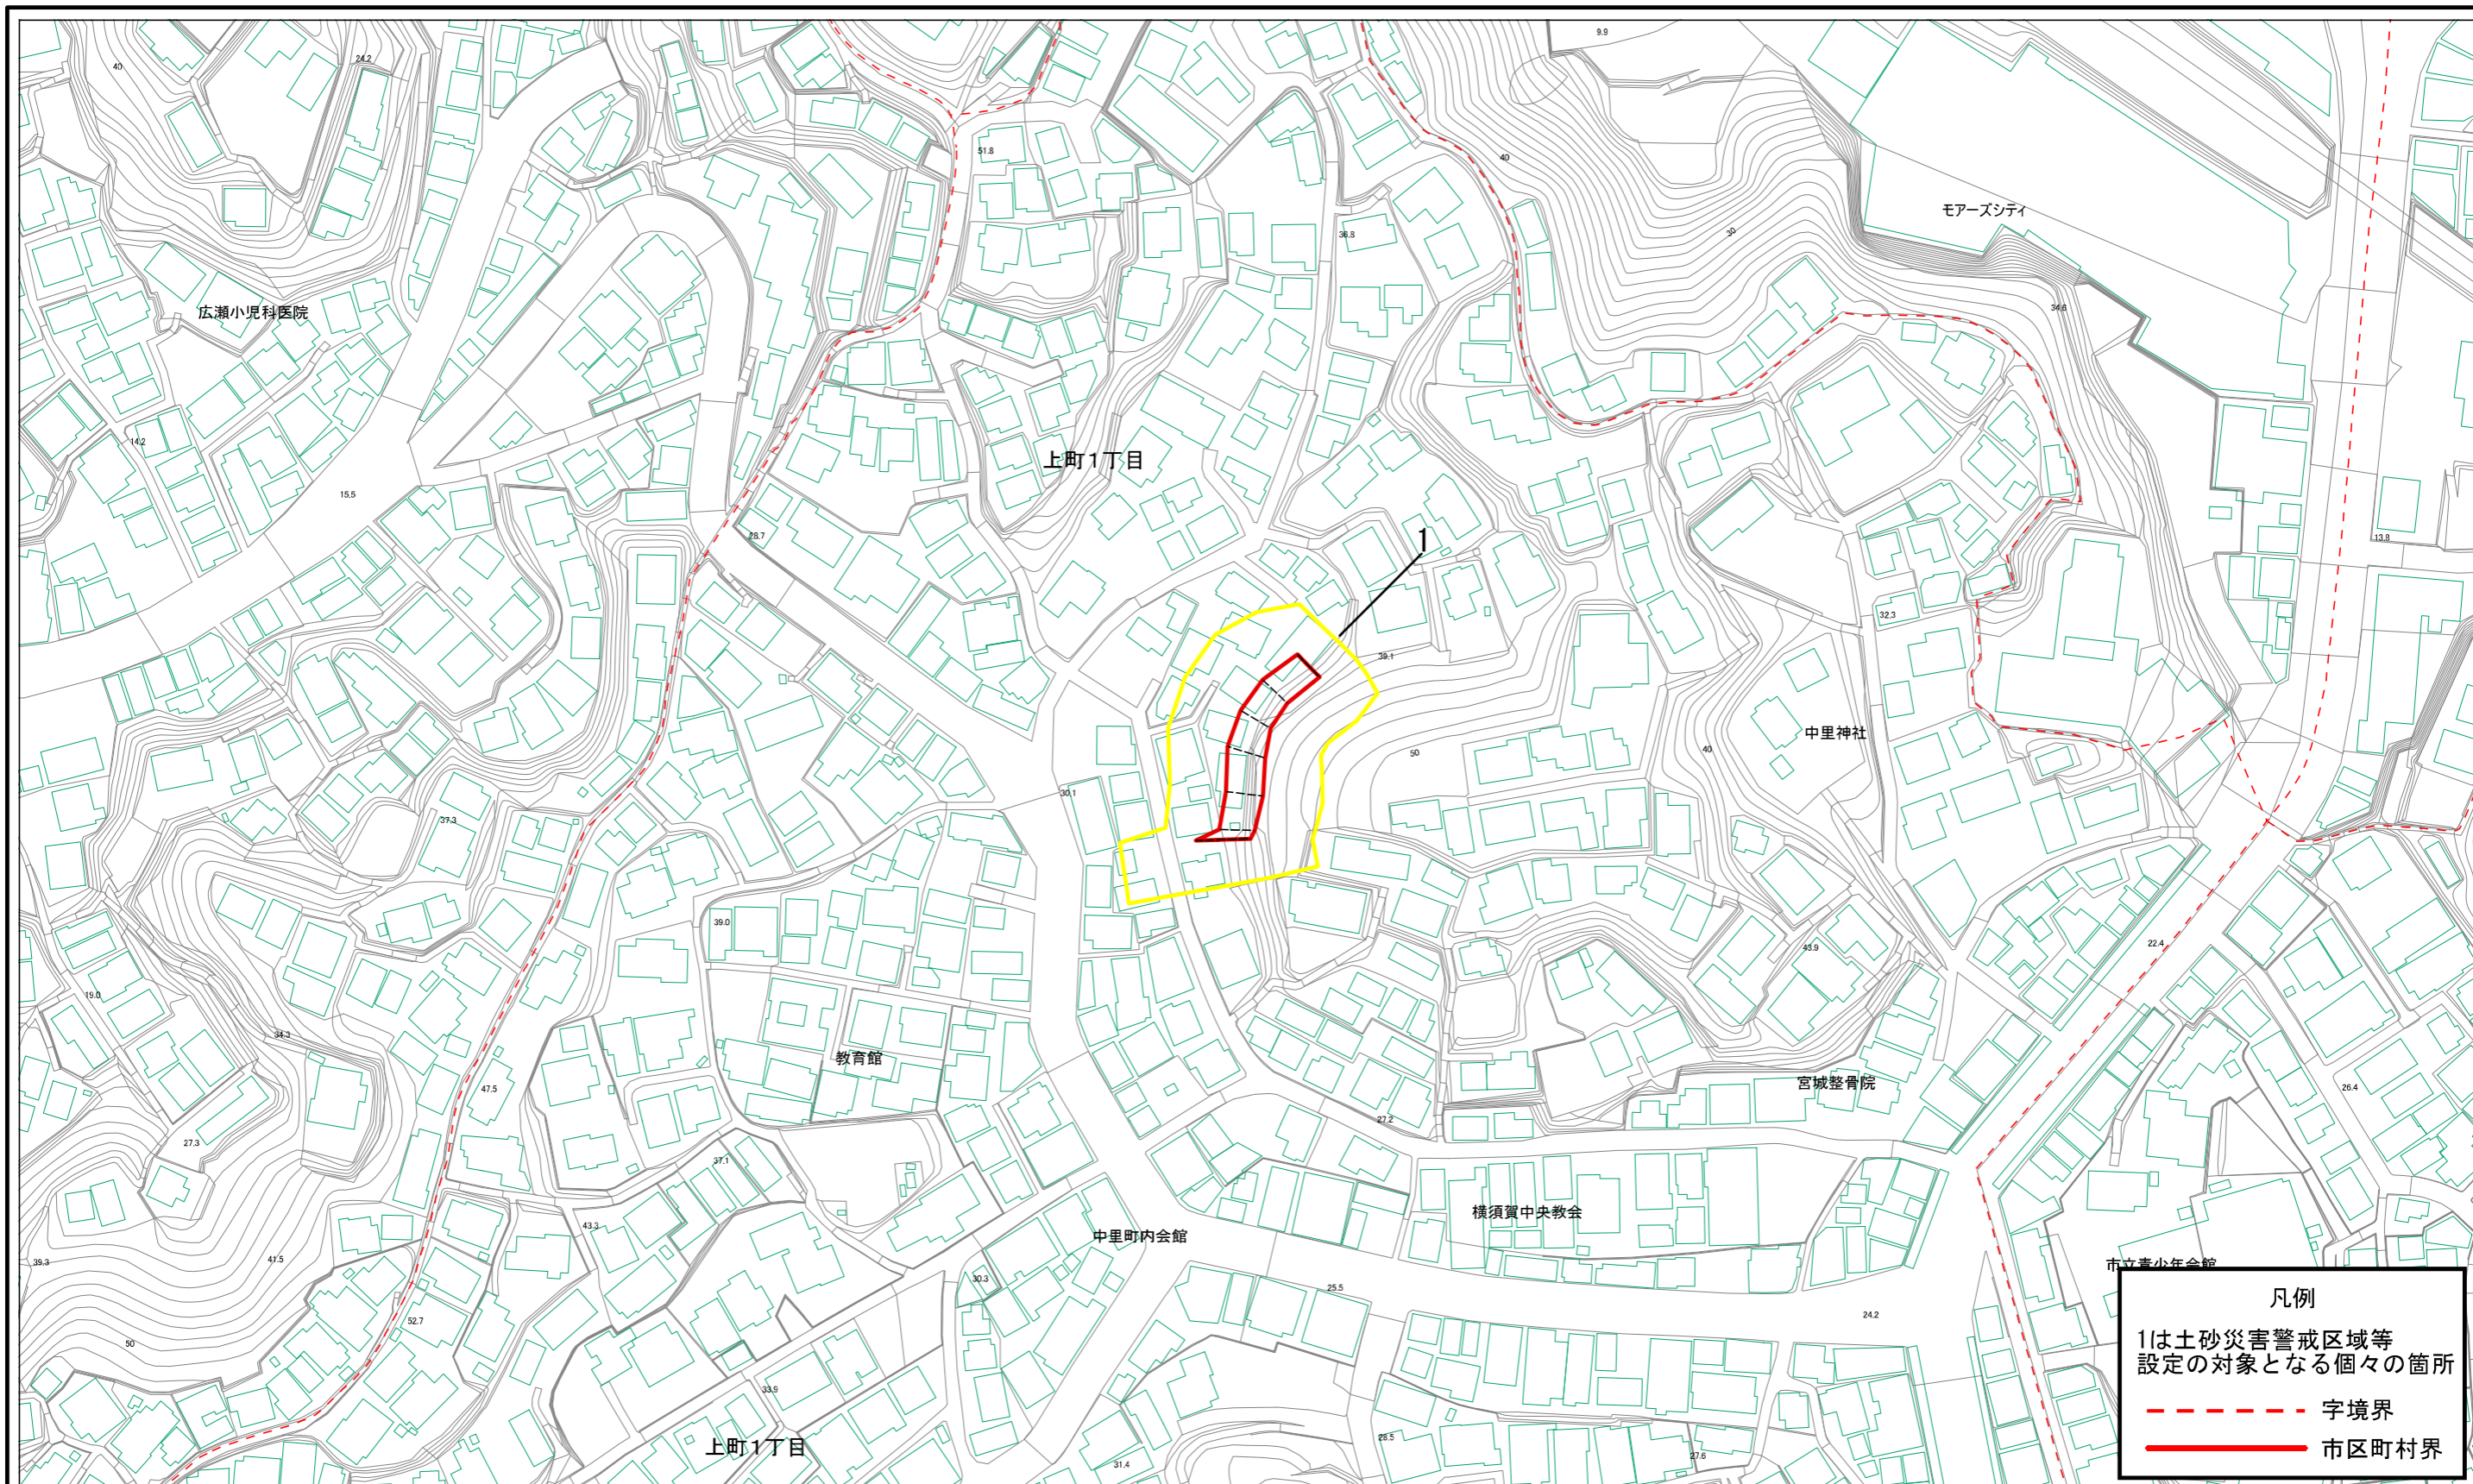 9.9
24.2
40
51.8
40
モアーズシティ
36.8
30
34.6
広瀬小児科医院
14.2
上町1丁目
15.5
28.7
1
13.8
32.3
39.1
中里神社
50
40
30.1
37.3
39.0
22.4
43.9
19.0
34.3
教育館
宮城整骨院
47.5
26.4
27.3
27.2
37.1
横須賀中央教会
43.3
中里町内会館
39.3
41.5
30.3
25.5
市立青少年会館
24.2
52.7
50
33.9
上町1丁目
28.5
27.6
31.4
凡例
1は土砂災害警戒区域等
設定の対象となる個々の箇所
字境界
市区町村界